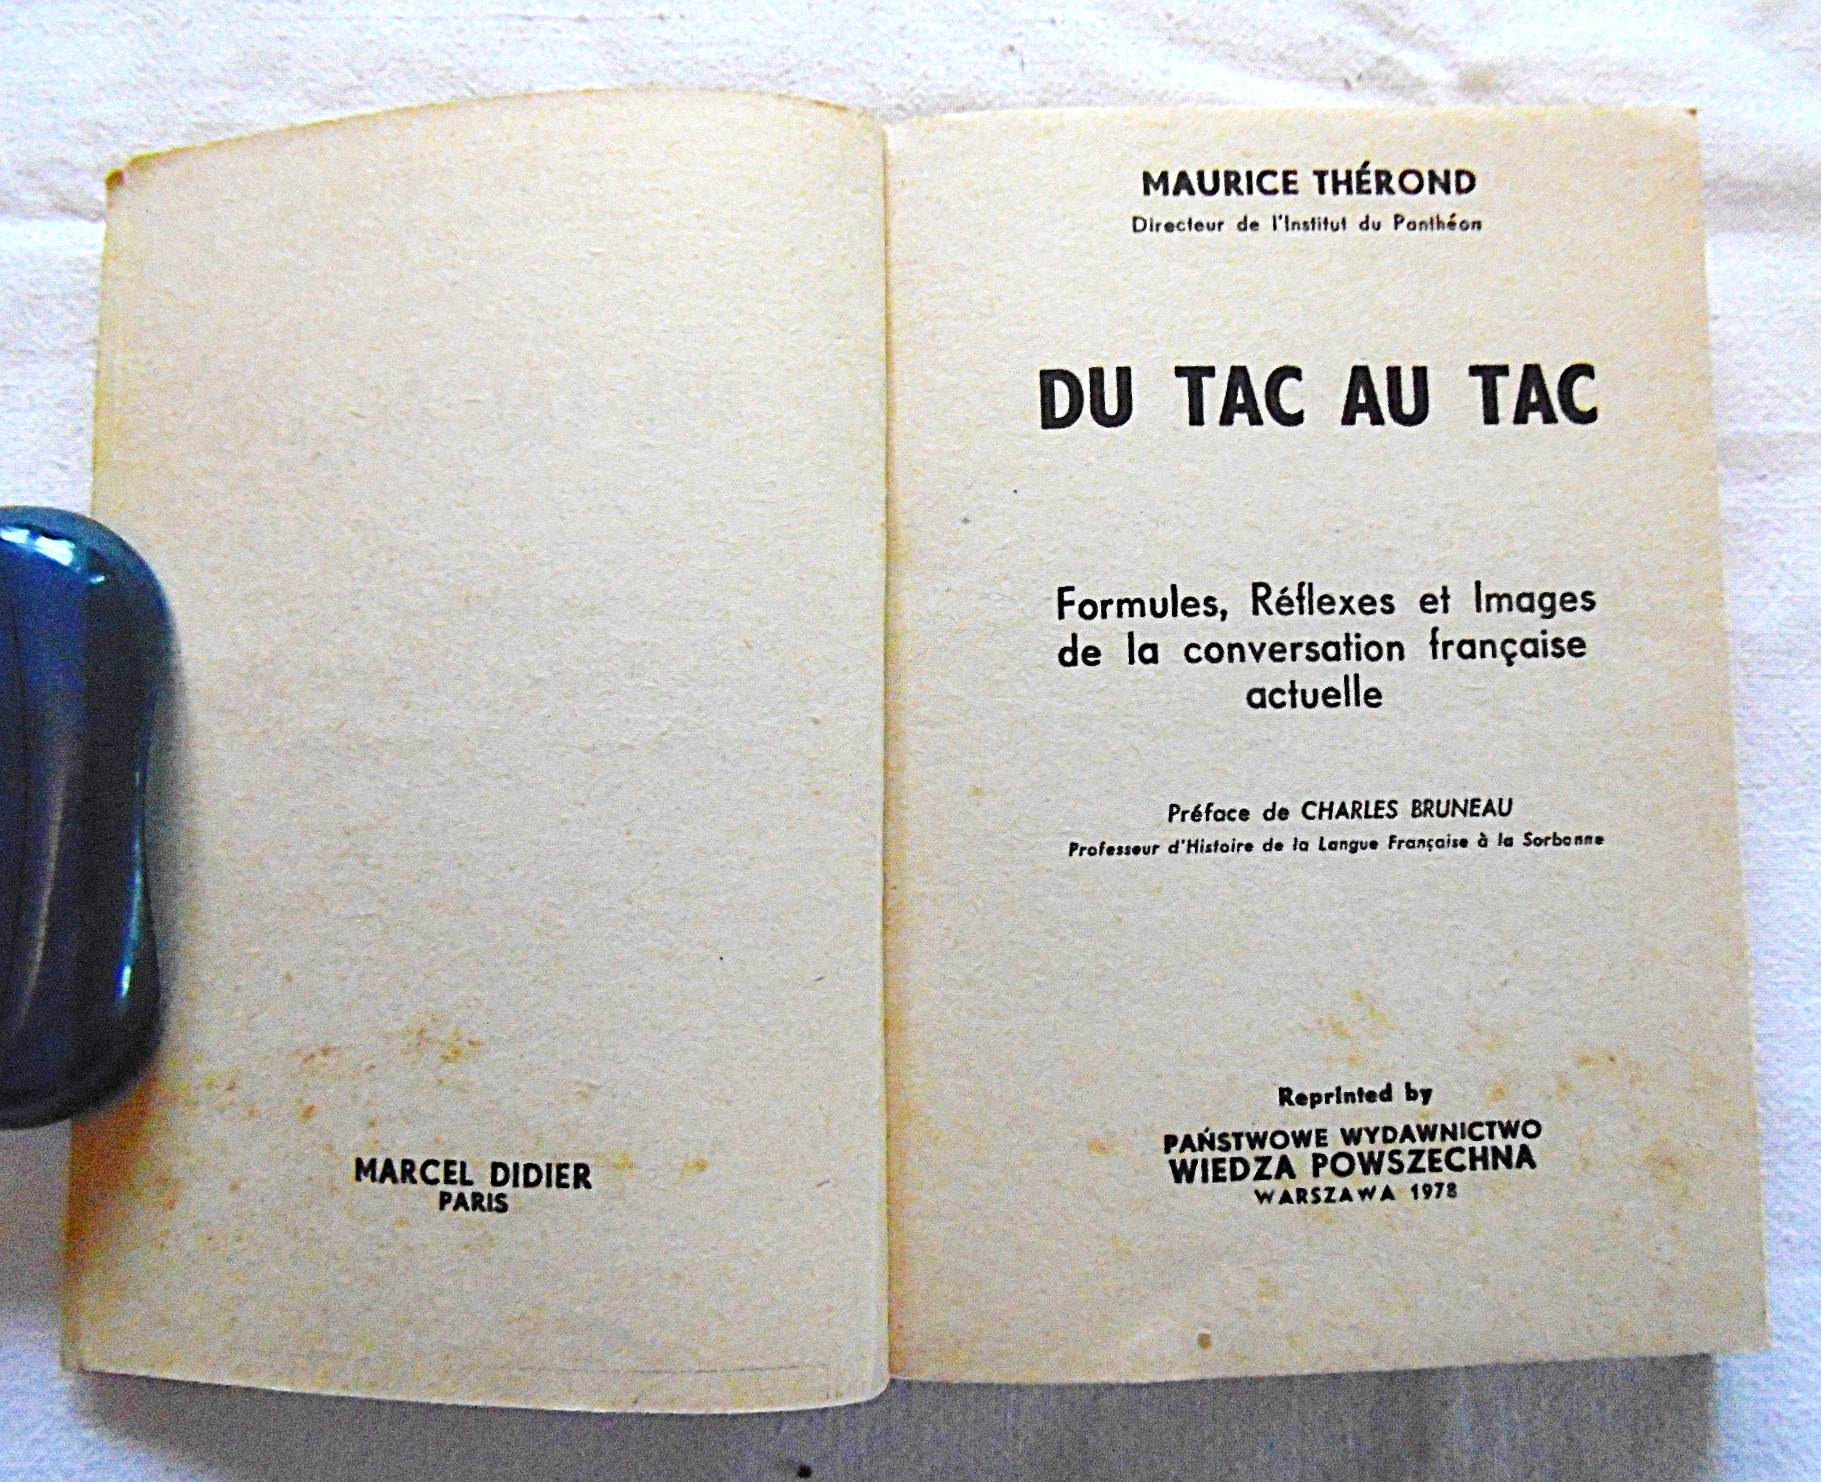 MARCEL DIDIER
PARIS
MAURICE THÉROND
Directeur de l'Institut du Panthéon
DU TAC AU TAC
Formules, Réflexes et Images
de la conversation française
actuelle
Préface de CHARLES BRUNEAU
Professeur d'Histoire de la Langue Française à la Sorbonne
Reprinted by
PAŃSTWOWE WYDAWNICTWO
WIEDZA POWSZECHNA
WARSZAWA 1978